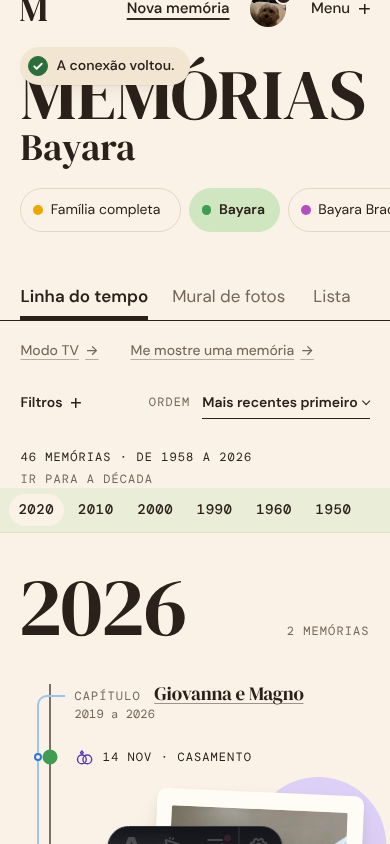 M
Nova memória
Menu +
A conexão voltou.
MEMÓRIAS
Bayara
Família completa
Bayara
Bayara Brac
Linha do tempo
Mural de fotos
Lista
Modo TV →
Me mostre uma memória →
Filtros +
ORDEM
Mais recentes primeiro
46 MEMÓRIAS · DE 1958 A 2026
IR PARA A DÉCADA
2020 2010 2000 1990 1960 1950
2026
2 MEMÓRIAS
CAPÍTULO Giovanna e Magno
2019 a 2026
14 NOV · CASAMENTO